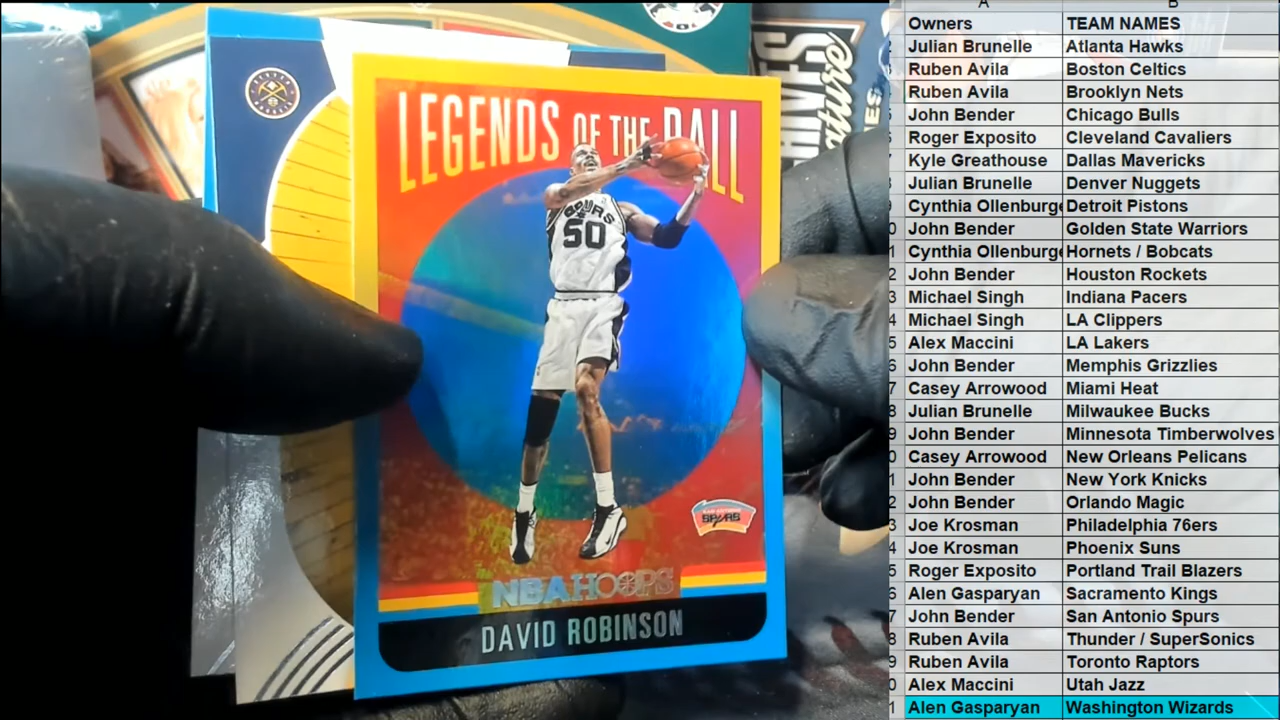 LEGENDS OF THE BALL
SPURS
50
SPURS
NBA HOOPS
DAVID ROBINSON
A B
Owners TEAM NAMES
Julian Brunelle Atlanta Hawks
Ruben Avila Boston Celtics
Ruben Avila Brooklyn Nets
John Bender Chicago Bulls
Roger Exposito Cleveland Cavaliers
Kyle Greathouse Dallas Mavericks
Julian Brunelle Denver Nuggets
Cynthia Ollenburge Detroit Pistons
John Bender Golden State Warriors
Cynthia Ollenburge Hornets / Bobcats
John Bender Houston Rockets
Michael Singh Indiana Pacers
Michael Singh LA Clippers
Alex Maccini LA Lakers
John Bender Memphis Grizzlies
Casey Arrowood Miami Heat
Julian Brunelle Milwaukee Bucks
John Bender Minnesota Timberwolves
Casey Arrowood New Orleans Pelicans
John Bender New York Knicks
John Bender Orlando Magic
Joe Krosman Philadelphia 76ers
Joe Krosman Phoenix Suns
Roger Exposito Portland Trail Blazers
Alen Gasparyan Sacramento Kings
John Bender San Antonio Spurs
Ruben Avila Thunder / SuperSonics
Ruben Avila Toronto Raptors
Alex Maccini Utah Jazz
Alen Gasparyan Washington Wizards